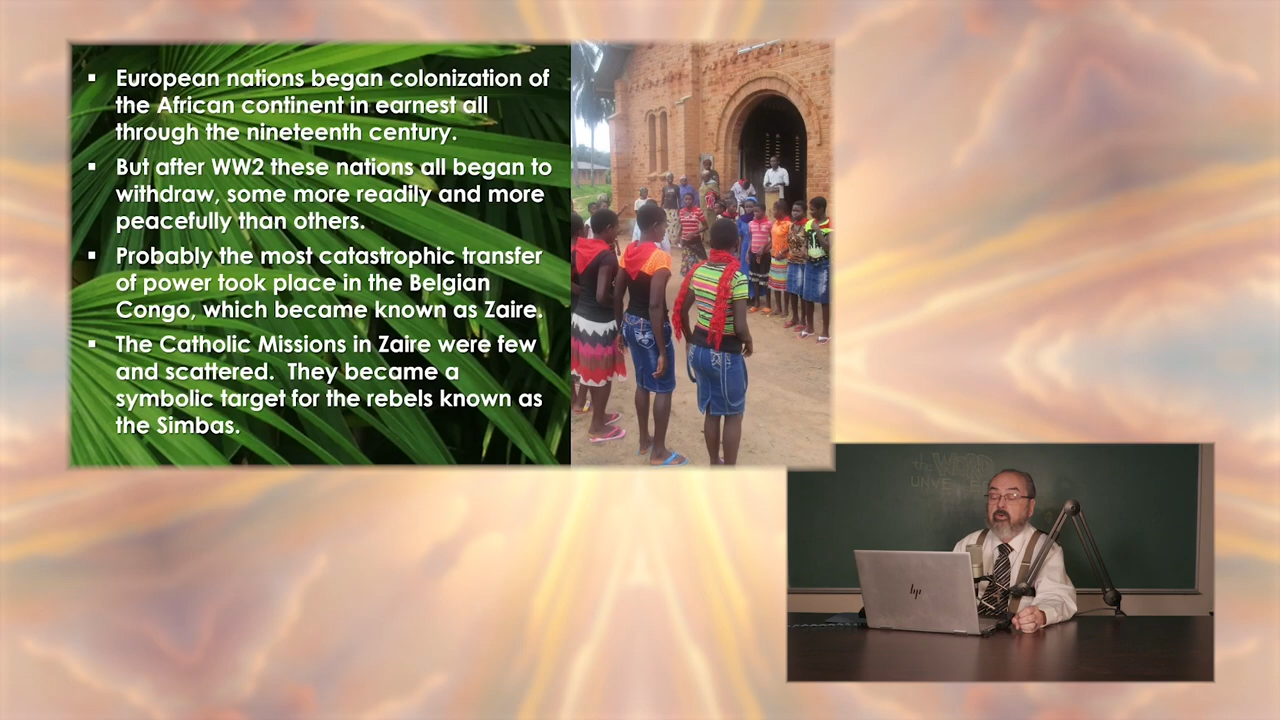 ▪ European nations began colonization of
the African continent in earnest all
through the nineteenth century.
▪ But after WW2 these nations all began to
withdraw, some more readily and more
peacefully than others.
▪ Probably the most catastrophic transfer
of power took place in the Belgian
Congo, which became known as Zaire.
▪ The Catholic Missions in Zaire were few
and scattered.  They became a
symbolic target for the rebels known as
the Simbas.
the WORD
hp